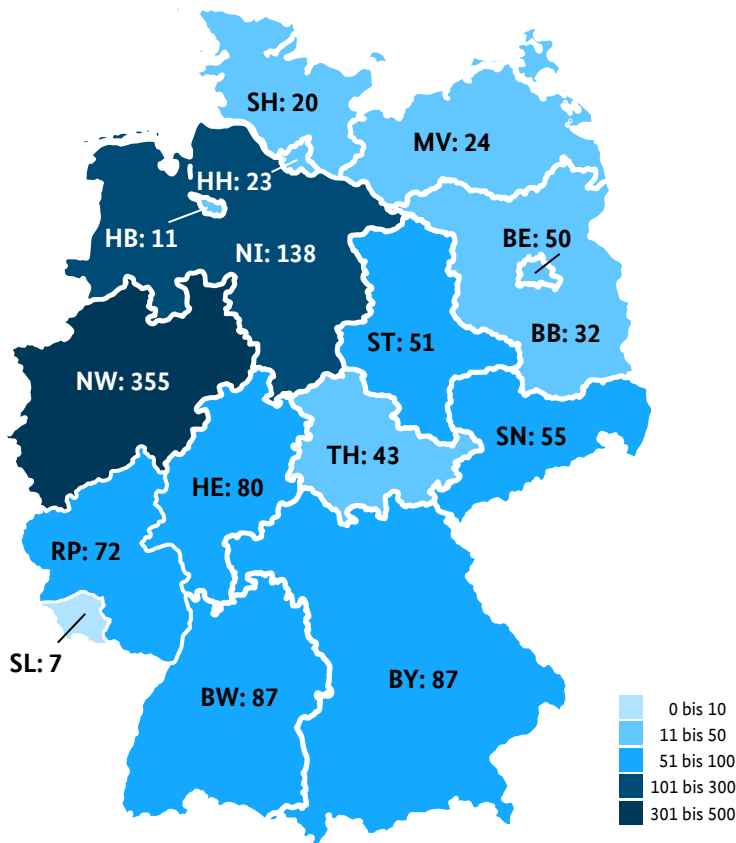 SH: 20
MV: 24
HH: 23
HB: 11
BE: 50
NI: 138
BB: 32
ST: 51
NW: 355
SN: 55
TH: 43
HE: 80
RP: 72
SL: 7
BY: 87
BW: 87
0 bis 10
11 bis 50
51 bis 100
101 bis 300
301 bis 500